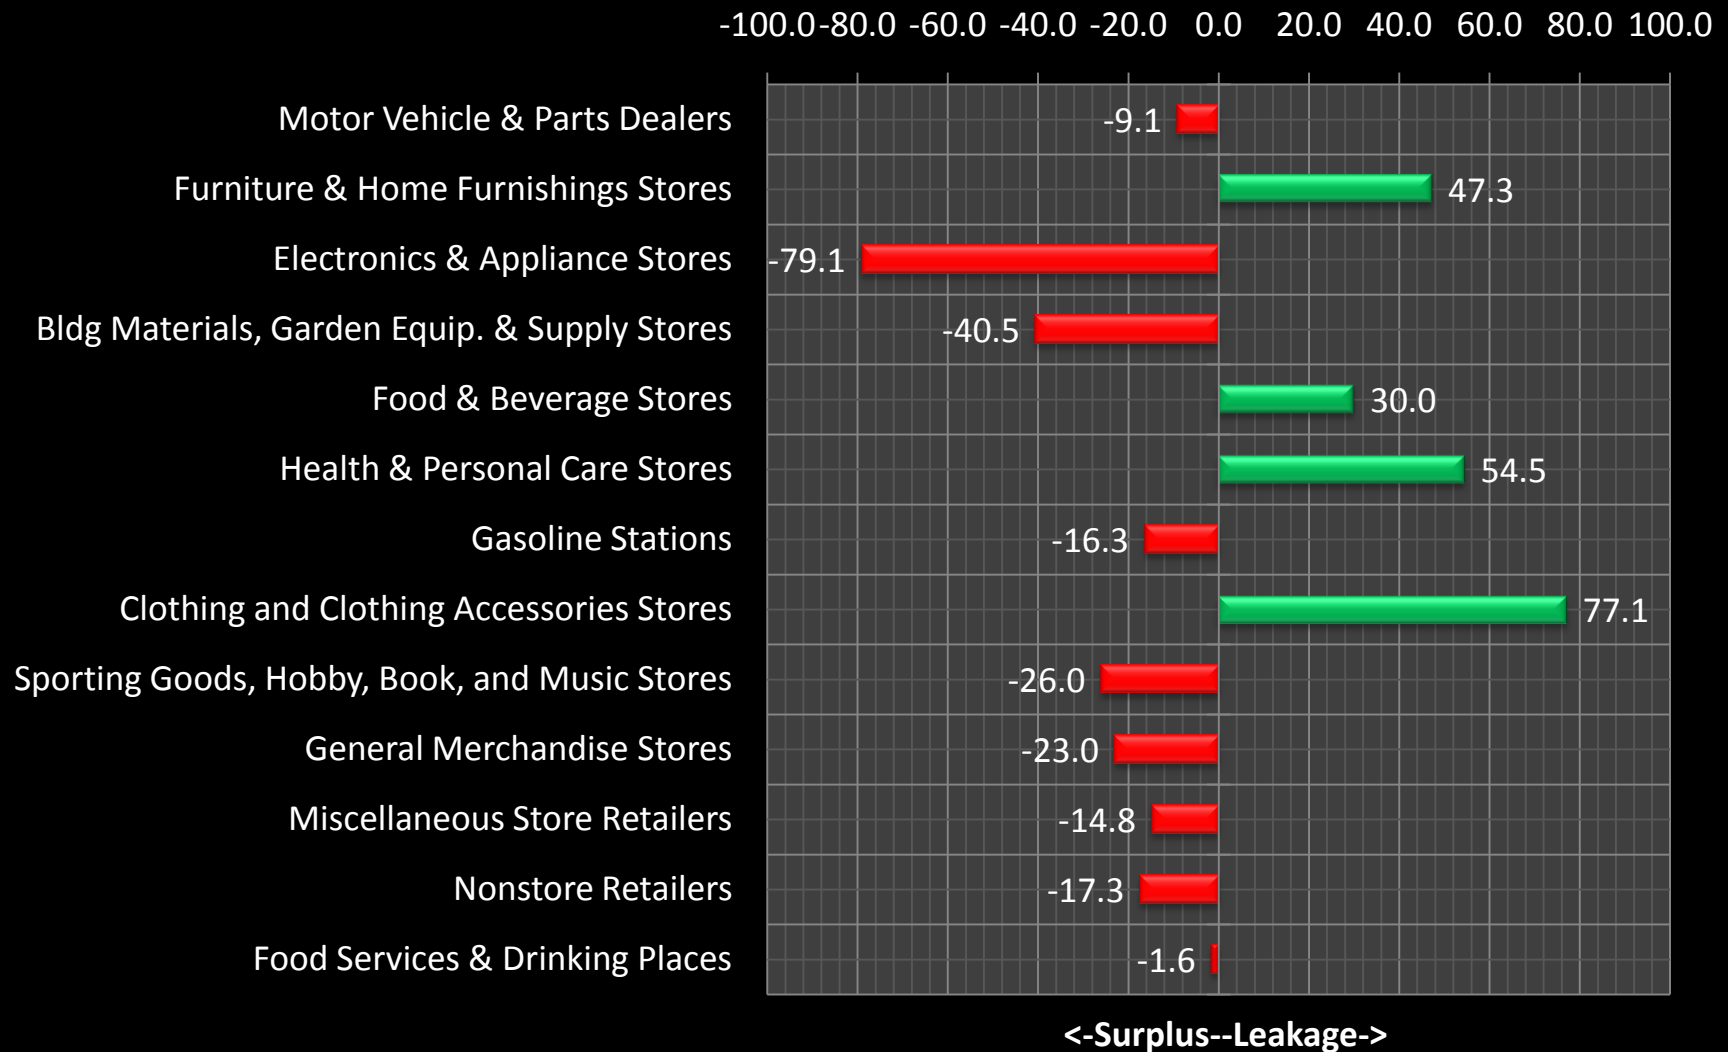 -100.0 -80.0 -60.0 -40.0 -20.0 0.0 20.0 40.0 60.0 80.0 100.0
Motor Vehicle & Parts Dealers -9.1
Furniture & Home Furnishings Stores 47.3
Electronics & Appliance Stores -79.1
Bldg Materials, Garden Equip. & Supply Stores -40.5
Food & Beverage Stores 30.0
Health & Personal Care Stores 54.5
Gasoline Stations -16.3
Clothing and Clothing Accessories Stores 77.1
Sporting Goods, Hobby, Book, and Music Stores -26.0
General Merchandise Stores -23.0
Miscellaneous Store Retailers -14.8
Nonstore Retailers -17.3
Food Services & Drinking Places -1.6
<-Surplus--Leakage->